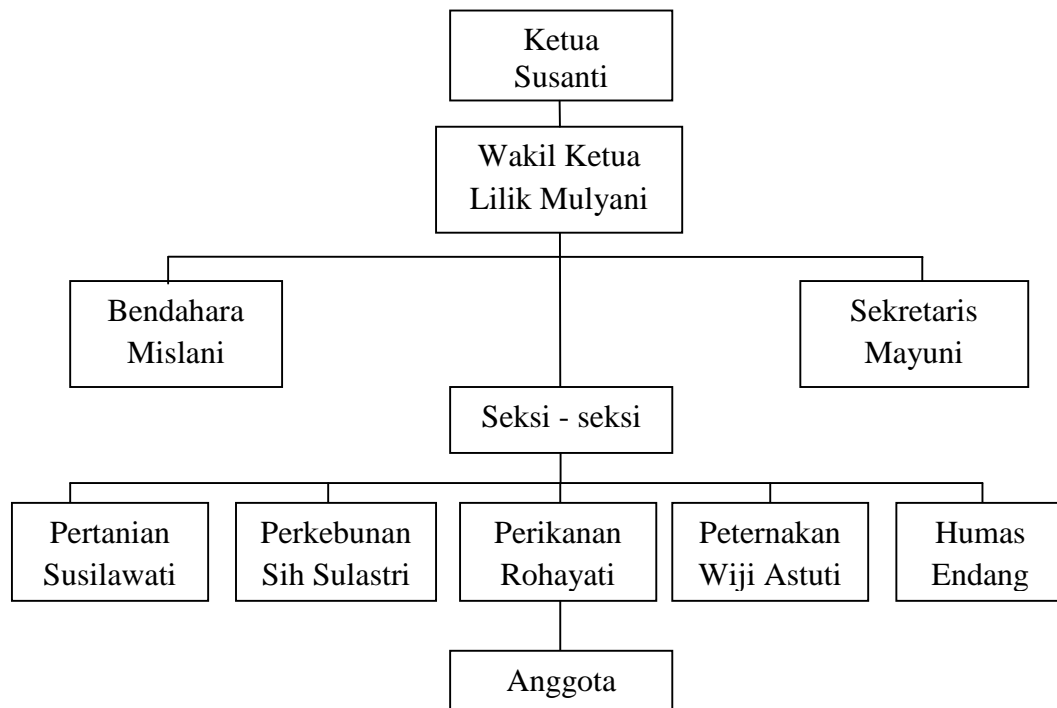 Ketua
Susanti
Wakil Ketua
Lilik Mulyani
Bendahara
Mislani
Sekretaris
Mayuni
Seksi - seksi
Pertanian
Susilawati
Perkebunan
Sih Sulastri
Perikanan
Rohayati
Peternakan
Wiji Astuti
Humas
Endang
Anggota